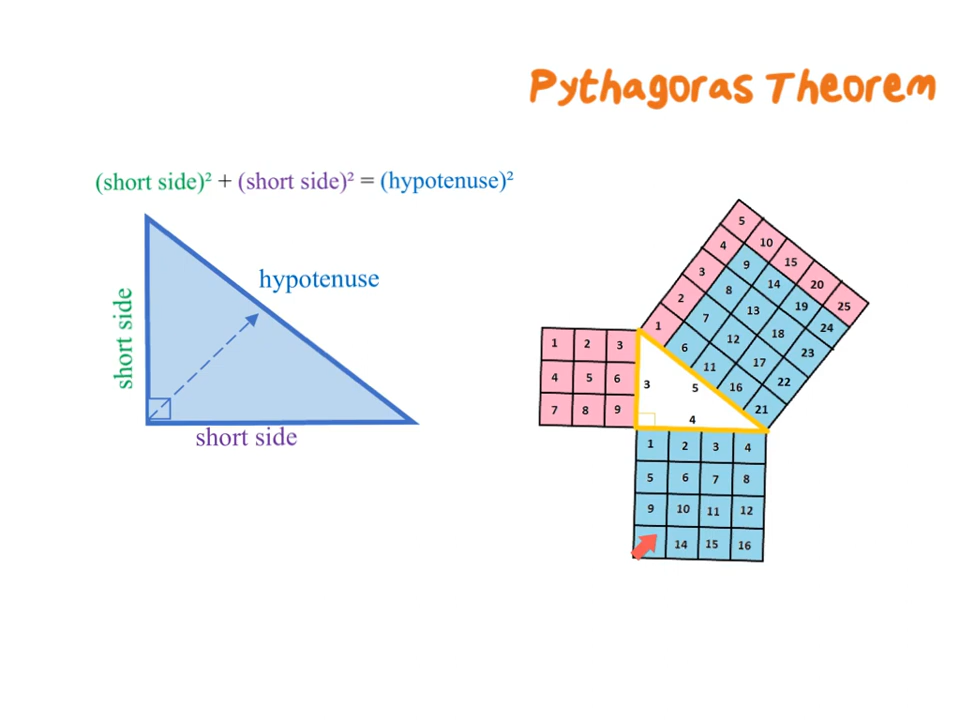 Pythagoras Theorem
(short side)² + (short side)² = (hypotenuse)²
hypotenuse
short side
short side
5
4 10
3 9 15
2 8 14 20
1 7 13 19 25
6 12 18 24
11 17 23
16 22
21
1 2 3
4 5 6
7 8 9
3 5
4
1 2 3 4
5 6 7 8
9 10 11 12
14 15 16